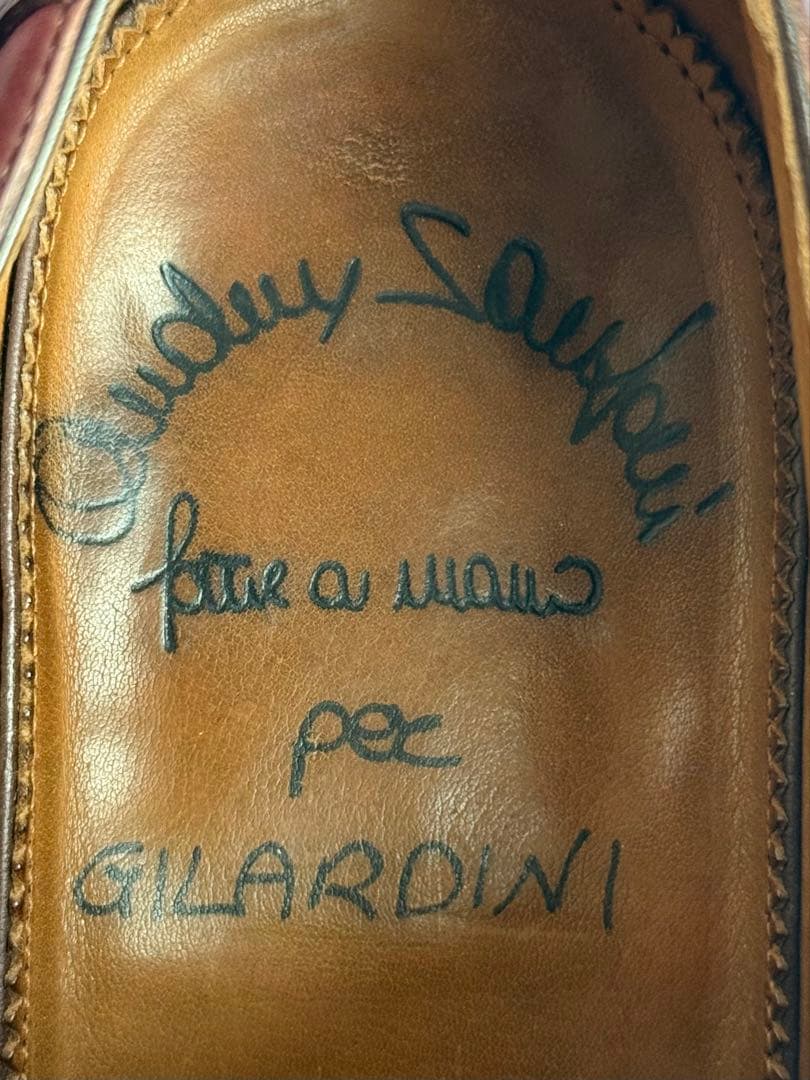 fatte a mano
per
GILARDINI